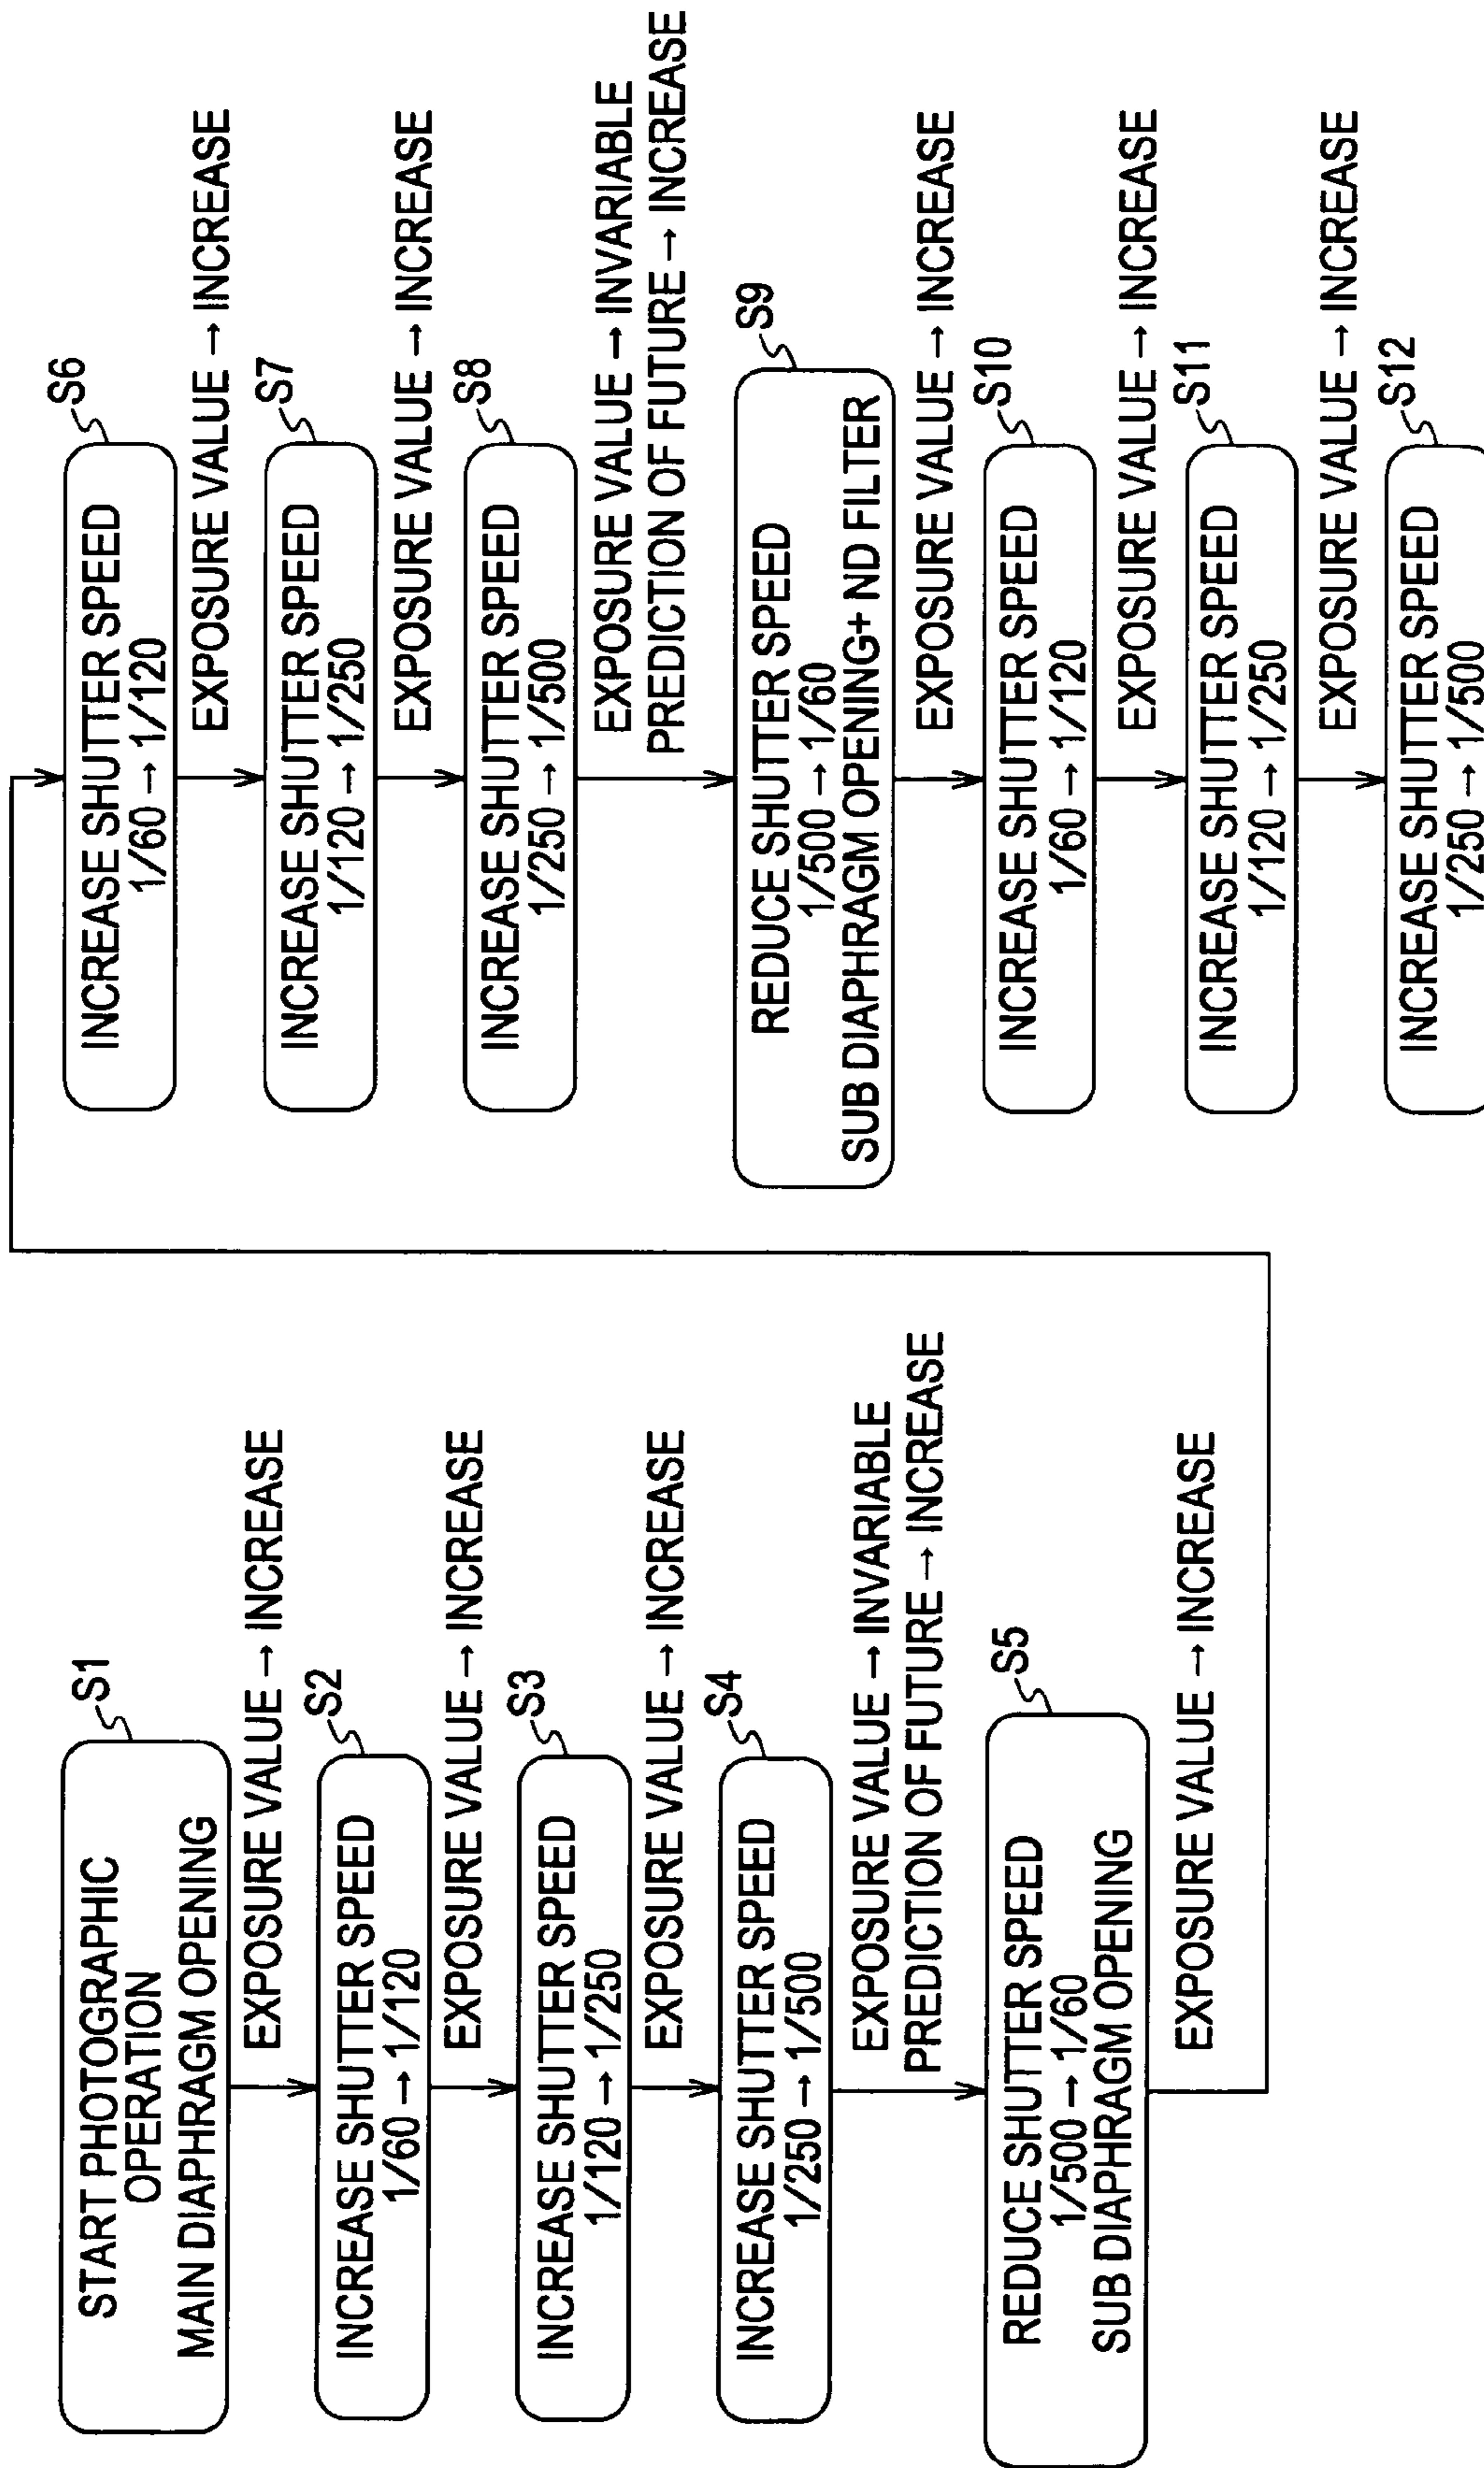 S1
START PHOTOGRAPHIC
OPERATION
MAIN DIAPHRAGM OPENING
EXPOSURE VALUE → INCREASE
S2
INCREASE SHUTTER SPEED
1/60 → 1/120
EXPOSURE VALUE → INCREASE
S3
INCREASE SHUTTER SPEED
1/120 → 1/250
EXPOSURE VALUE → INCREASE
S4
INCREASE SHUTTER SPEED
1/250 → 1/500
EXPOSURE VALUE → INVARIABLE
PREDICTION OF FUTURE → INCREASE
S5
REDUCE SHUTTER SPEED
1/500 → 1/60
SUB DIAPHRAGM OPENING
EXPOSURE VALUE → INCREASE
S6
INCREASE SHUTTER SPEED
1/60 → 1/120
EXPOSURE VALUE → INCREASE
S7
INCREASE SHUTTER SPEED
1/120 → 1/250
EXPOSURE VALUE → INCREASE
S8
INCREASE SHUTTER SPEED
1/250 → 1/500
EXPOSURE VALUE → INVARIABLE
PREDICTION OF FUTURE → INCREASE
S9
REDUCE SHUTTER SPEED
1/500 → 1/60
SUB DIAPHRAGM OPENING+ ND FILTER
EXPOSURE VALUE → INCREASE
S10
INCREASE SHUTTER SPEED
1/60 → 1/120
EXPOSURE VALUE → INCREASE
S11
INCREASE SHUTTER SPEED
1/120 → 1/250
EXPOSURE VALUE → INCREASE
S12
INCREASE SHUTTER SPEED
1/250 → 1/500